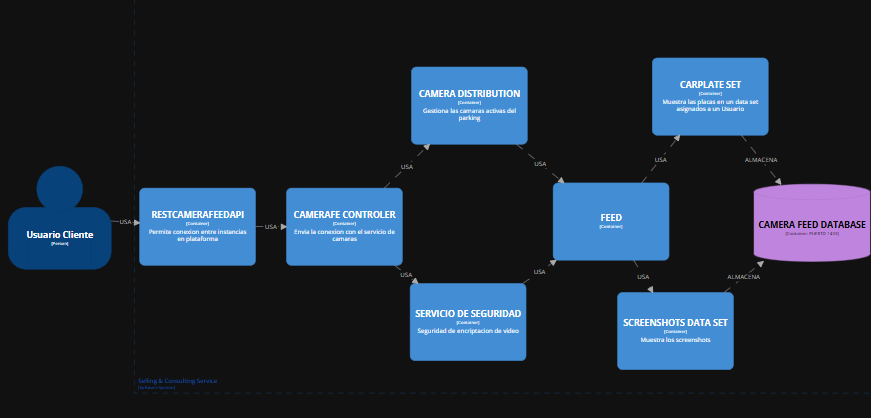 Usuario Cliente
[Person]
USA
RESTCAMERAFEEDAPI
[Container]
Permite conexion entre instancias
en plataforma
USA
CAMERAFE CONTROLER
[Container]
Envia la conexion con el servicio de
camaras
USA
USA
CAMERA DISTRIBUTION
[Container]
Gestiona las camaras activas del
parking
SERVICIO DE SEGURIDAD
[Container]
Seguridad de encriptacion de video
USA
USA
FEED
[Container]
USA
USA
CARPLATE SET
[Container]
Muestra las placas en un data set
asignados a un Usuario
SCREENSHOTS DATA SET
[Container]
Muestra los screenshots
ALMACENA
ALMACENA
CAMERA FEED DATABASE
[Container: PUERTO 1433]
Selling & Consulting Service
[Software System]